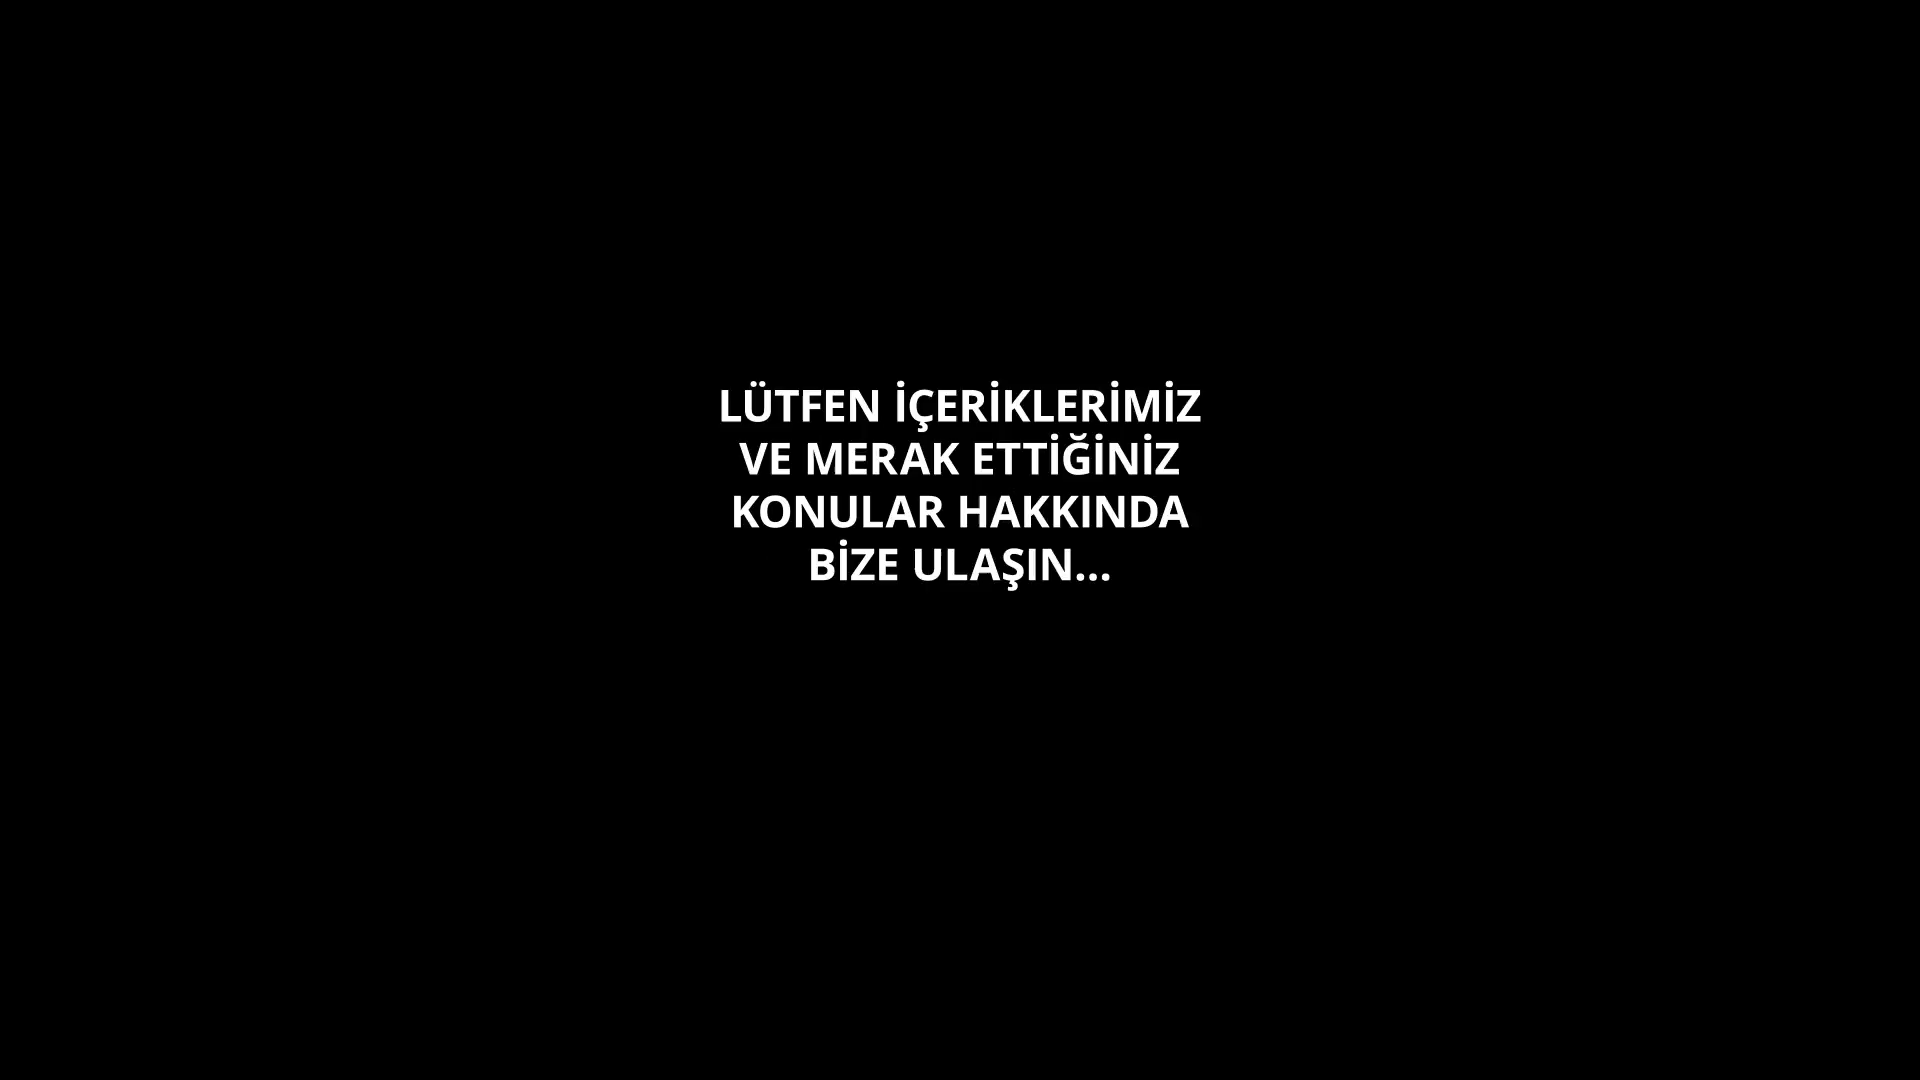 LÜTFEN İÇERİKLERİMİZ
VE MERAK ETTİĞİNİZ
KONULAR HAKKINDA
BİZE ULAŞIN...